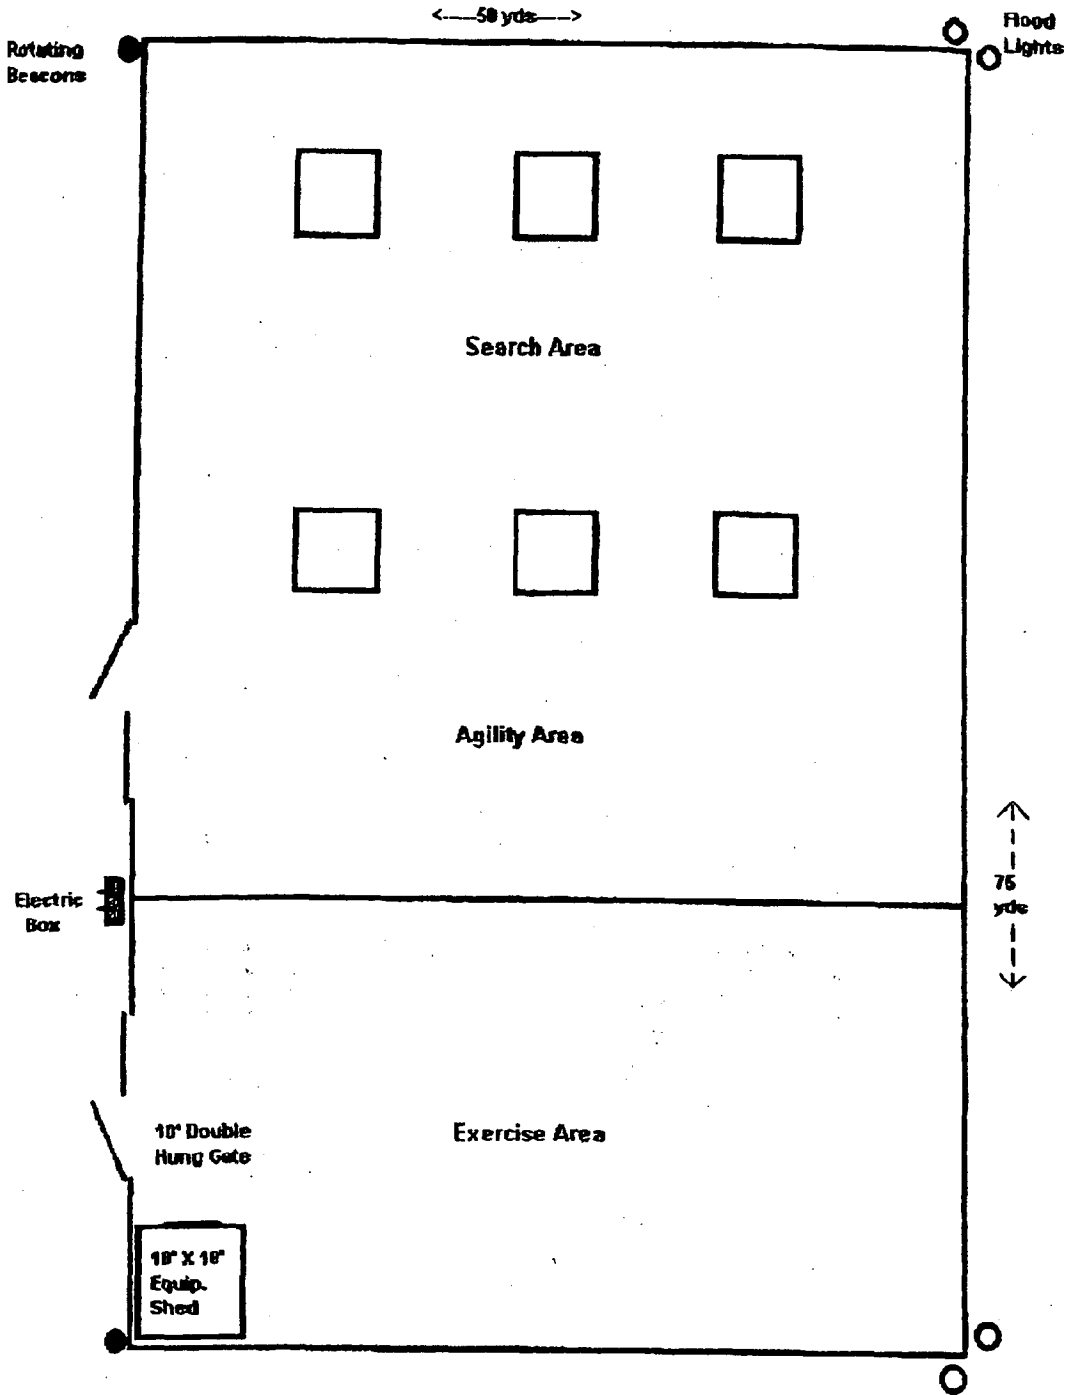 <----50 yds---->
Rotating
Beacons
Flood
Lights
Search Area
Agility Area
75
yds
Electric
Box
10' Double
Hung Gate
Exercise Area
10" X 10"
Equip.
Shed